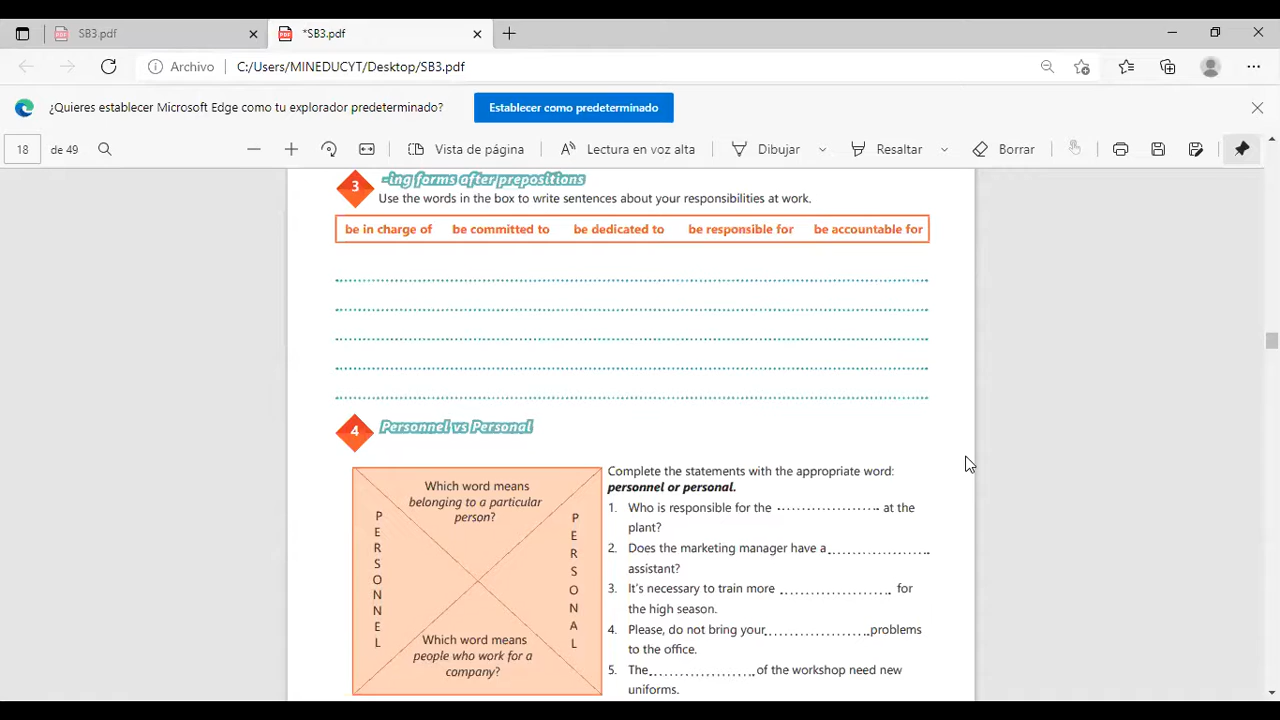 SB3.pdf
*SB3.pdf
Archivo C:/Users/MINEDUCYT/Desktop/SB3.pdf
¿Quieres establecer Microsoft Edge como tu explorador predeterminado? Establecer como predeterminado
18 de 49 Vista de página Lectura en voz alta Dibujar Resaltar Borrar
3 -ing forms after prepositions
Use the words in the box to write sentences about your responsibilities at work.
be in charge of be committed to be dedicated to be responsible for be accountable for
4 Personnel vs Personal
Which word means
belonging to a particular
person?
PERSONNEL
PERSONAL
Which word means
people who work for a
company?
Complete the statements with the appropriate word:
personnel or personal.
1. Who is responsible for the .................... at the
plant?
2. Does the marketing manager have a....................
assistant?
3. It's necessary to train more .................... for
the high season.
4. Please, do not bring your....................problems
to the office.
5. The....................of the workshop need new
uniforms.